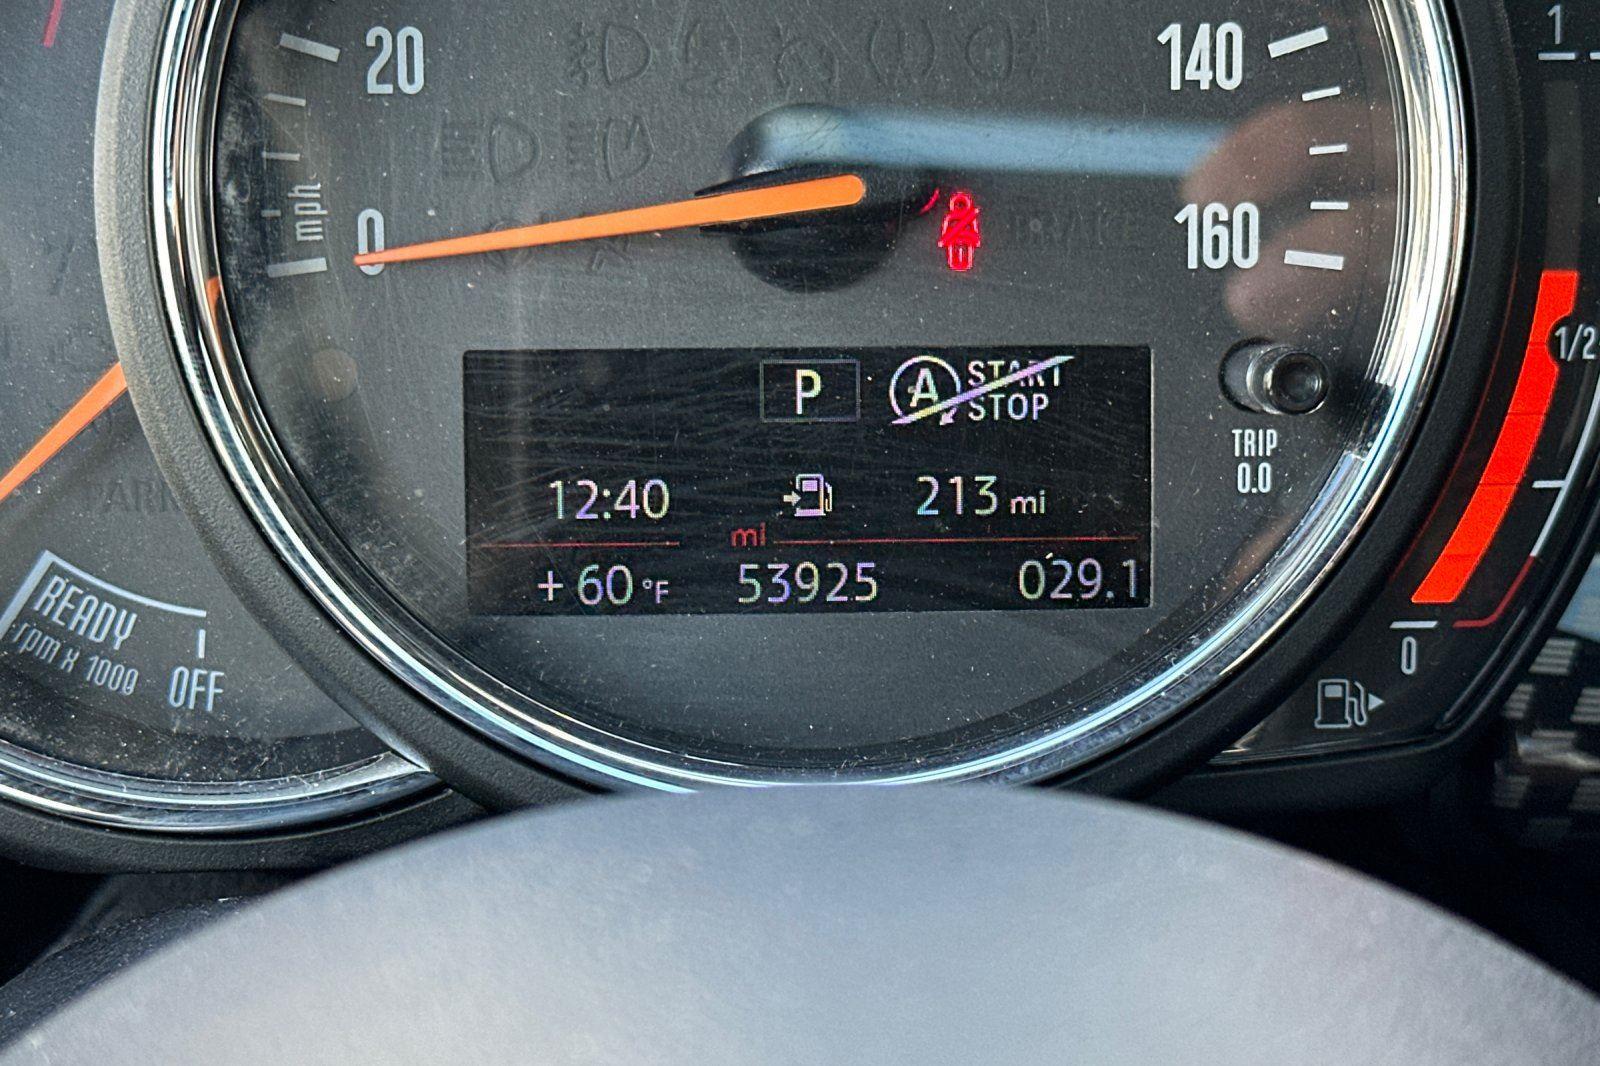 20
140
mph
0
160
1
P
A START
STOP
1/2
TRIP
0.0
12:40
213 mi
mi
+60 °F
53925
029.1
READY
rpm X 1000
OFF
0